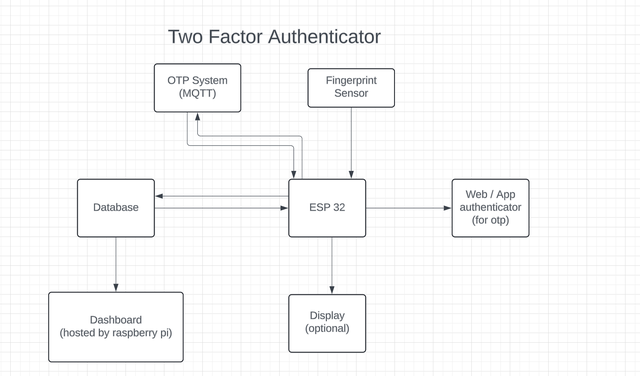 Two Factor Authenticator
OTP System
(MQTT)
Fingerprint
Sensor
Database
ESP 32
Web / App
authenticator
(for otp)
Dashboard
(hosted by raspberry pi)
Display
(optional)